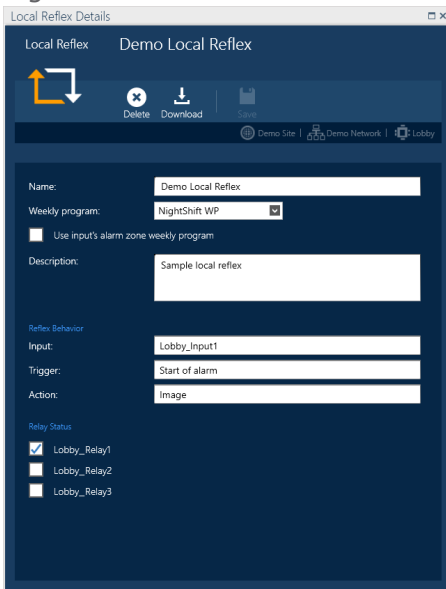 Local Reflex Details
Local Reflex Demo Local Reflex
Delete Download Save
Demo Site | Demo Network | Lobby
Name: Demo Local Reflex
Weekly program: NightShift WP
Use input's alarm zone weekly program
Description: Sample local reflex
Reflex Behavior
Input: Lobby_Input1
Trigger: Start of alarm
Action: Image
Relay Status
Lobby_Relay1
Lobby_Relay2
Lobby_Relay3